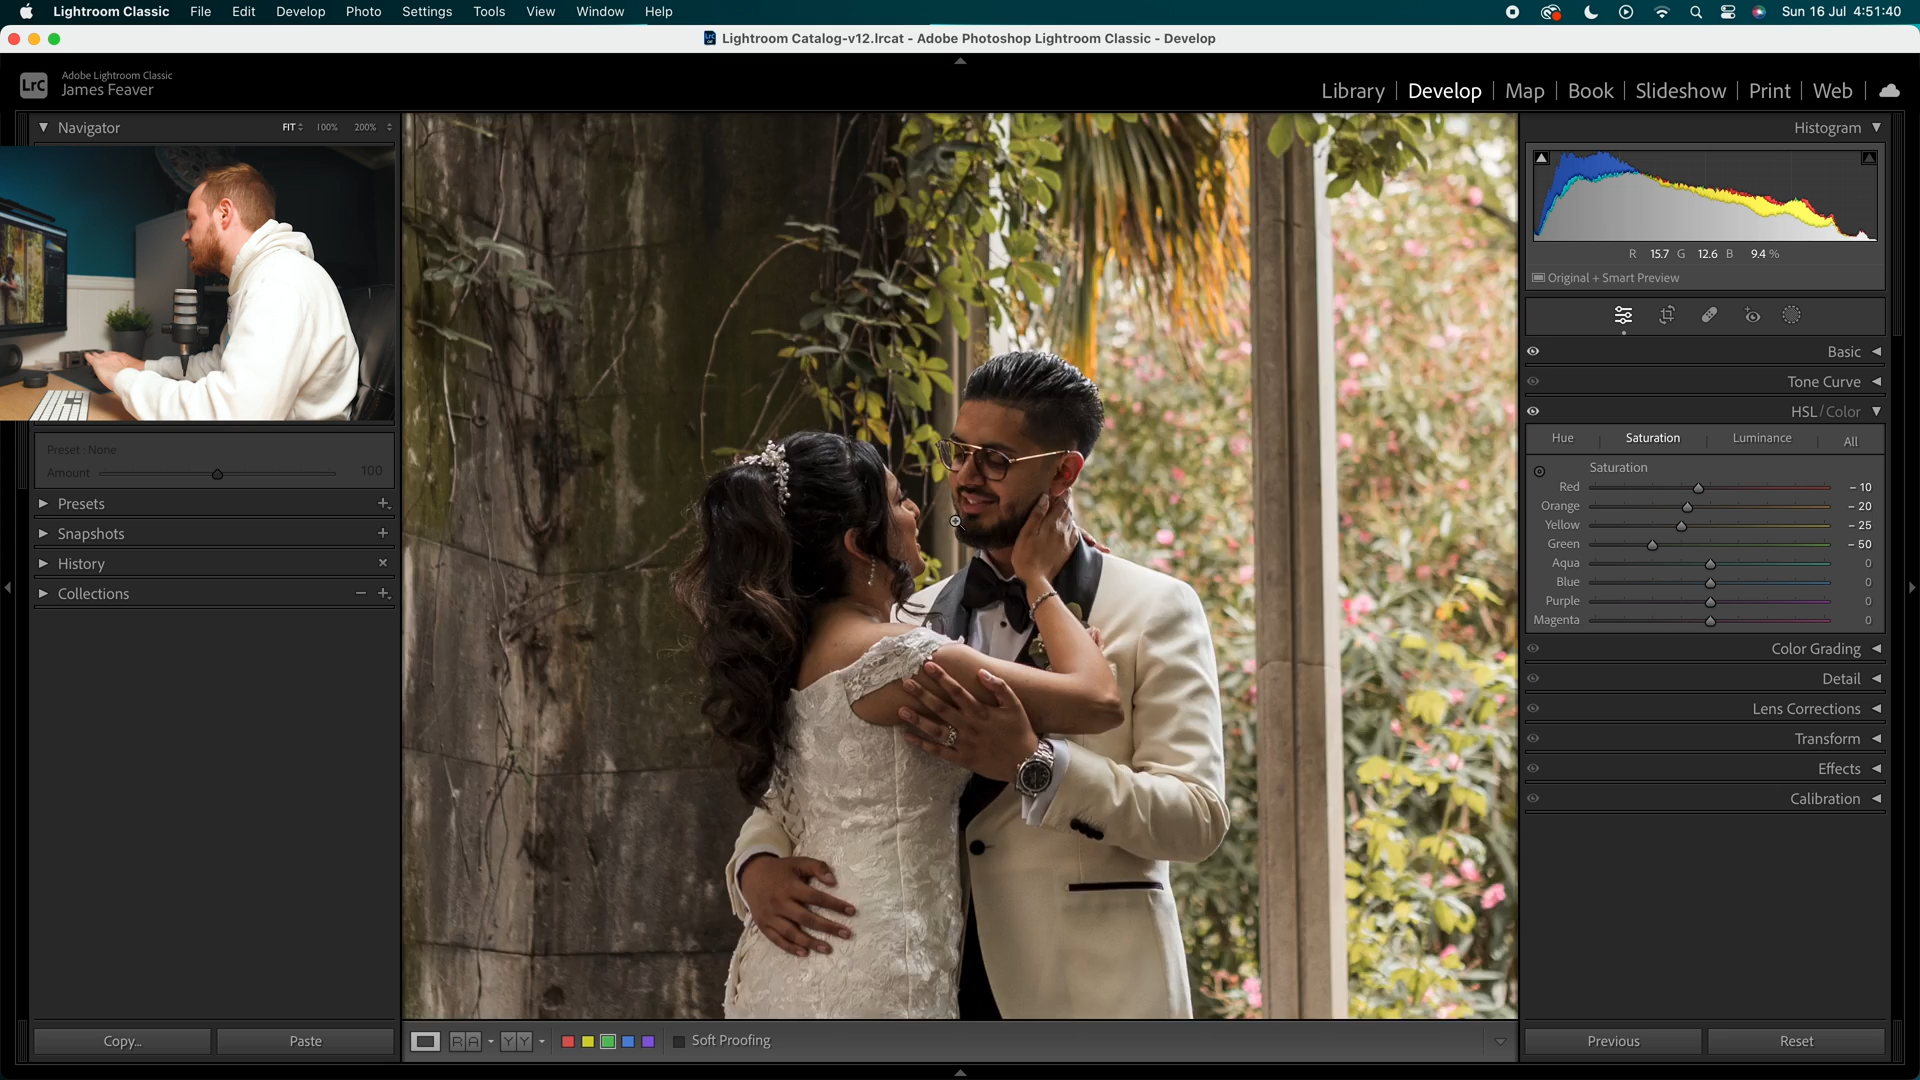 Lightroom Classic File Edit Develop Photo Settings Tools View Window Help Sun 16 Jul 4:51:40
Lightroom Catalog-v12.lrcat - Adobe Photoshop Lightroom Classic - Develop
LrC
Adobe Lightroom Classic
James Feaver
Library Develop Map Book Slideshow Print Web
Navigator FIT 100% 200%
Histogram
R 15.7 G 12.6 B 9.4 %
Original + Smart Preview
Basic
Tone Curve
HSL / Color
Hue Saturation Luminance All
Saturation
Red - 10
Orange - 20
Yellow - 25
Green - 50
Aqua 0
Blue 0
Purple 0
Magenta 0
Color Grading
Detail
Lens Corrections
Transform
Effects
Calibration
Preset : None
Amount 100
Presets
Snapshots
History
Collections
Copy... Paste
R A Y Y Soft Proofing
Previous Reset